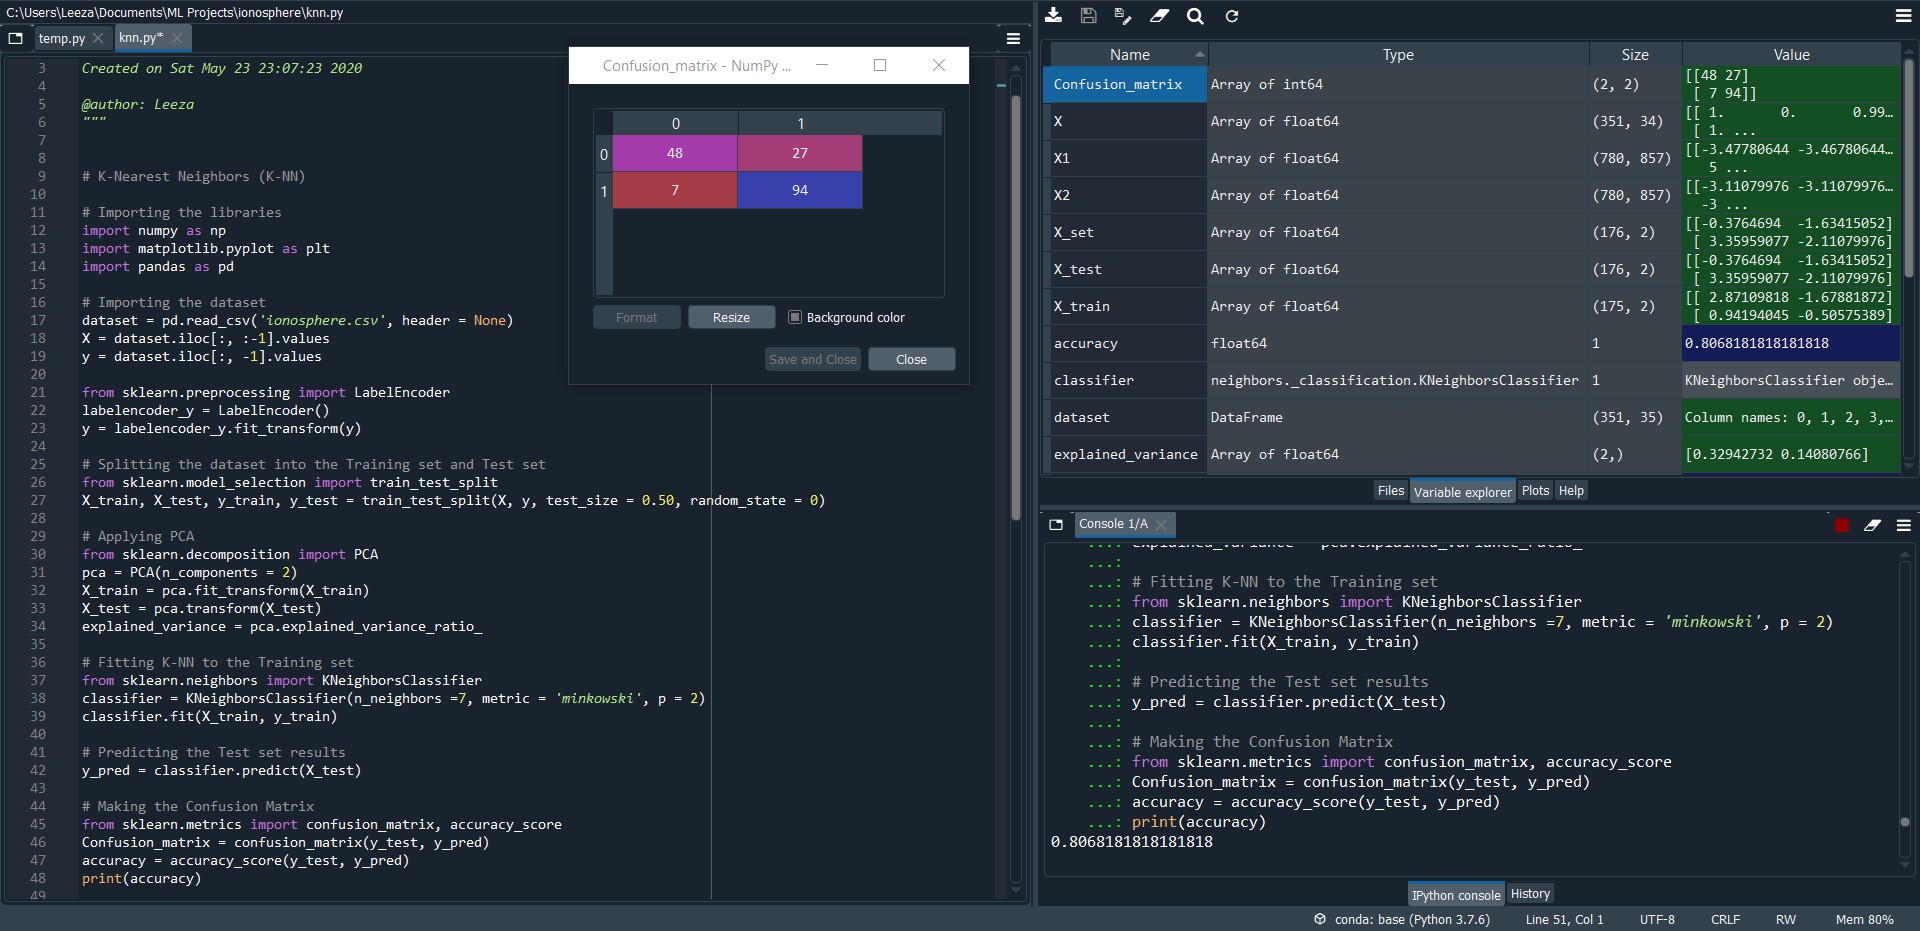 C:\Users\Leeza\Documents\ML Projects\ionosphere\knn.py
temp.py
knn.py*
3 Created on Sat May 23 23:07:23 2020
4
5 @author: Leeza
6 """
7
8
9 # K-Nearest Neighbors (K-NN)
10
11 # Importing the libraries
12 import numpy as np
13 import matplotlib.pyplot as plt
14 import pandas as pd
15
16 # Importing the dataset
17 dataset = pd.read_csv('ionosphere.csv', header = None)
18 X = dataset.iloc[:, :-1].values
19 y = dataset.iloc[:, -1].values
20
21 from sklearn.preprocessing import LabelEncoder
22 labelencoder_y = LabelEncoder()
23 y = labelencoder_y.fit_transform(y)
24
25 # Splitting the dataset into the Training set and Test set
26 from sklearn.model_selection import train_test_split
27 X_train, X_test, y_train, y_test = train_test_split(X, y, test_size = 0.50, random_state = 0)
28
29 # Applying PCA
30 from sklearn.decomposition import PCA
31 pca = PCA(n_components = 2)
32 X_train = pca.fit_transform(X_train)
33 X_test = pca.transform(X_test)
34 explained_variance = pca.explained_variance_ratio_
35
36 # Fitting K-NN to the Training set
37 from sklearn.neighbors import KNeighborsClassifier
38 classifier = KNeighborsClassifier(n_neighbors =7, metric = 'minkowski', p = 2)
39 classifier.fit(X_train, y_train)
40
41 # Predicting the Test set results
42 y_pred = classifier.predict(X_test)
43
44 # Making the Confusion Matrix
45 from sklearn.metrics import confusion_matrix, accuracy_score
46 Confusion_matrix = confusion_matrix(y_test, y_pred)
47 accuracy = accuracy_score(y_test, y_pred)
48 print(accuracy)
49
Confusion_matrix - NumPy ...
0 1
0 48 27
1 7 94
Format Resize Background color
Save and Close Close
Name Type Size Value
Confusion_matrix Array of int64 (2, 2) [[48 27]
[ 7 94]]
X Array of float64 (351, 34) [[ 1. 0. 0.99…
[ 1. ...
X1 Array of float64 (780, 857) [[-3.47780644 -3.46780644…
5 ...
X2 Array of float64 (780, 857) [[-3.11079976 -3.11079976…
-3 ...
X_set Array of float64 (176, 2) [[-0.3764694 -1.63415052]
[ 3.35959077 -2.11079976]
X_test Array of float64 (176, 2) [[-0.3764694 -1.63415052]
[ 3.35959077 -2.11079976]
X_train Array of float64 (175, 2) [[ 2.87109818 -1.67881872]
[ 0.94194045 -0.50575389]
accuracy float64 1 0.8068181818181818
classifier neighbors._classification.KNeighborsClassifier 1 KNeighborsClassifier obje…
dataset DataFrame (351, 35) Column names: 0, 1, 2, 3,…
explained_variance Array of float64 (2,) [0.32942732 0.14080766]
Files Variable explorer Plots Help
Console 1/A
...: explained_variance = pca.explained_variance_ratio_
...:
...: # Fitting K-NN to the Training set
...: from sklearn.neighbors import KNeighborsClassifier
...: classifier = KNeighborsClassifier(n_neighbors =7, metric = 'minkowski', p = 2)
...: classifier.fit(X_train, y_train)
...:
...: # Predicting the Test set results
...: y_pred = classifier.predict(X_test)
...:
...: # Making the Confusion Matrix
...: from sklearn.metrics import confusion_matrix, accuracy_score
...: Confusion_matrix = confusion_matrix(y_test, y_pred)
...: accuracy = accuracy_score(y_test, y_pred)
...: print(accuracy)
0.8068181818181818
IPython console History
conda: base (Python 3.7.6) Line 51, Col 1 UTF-8 CRLF RW Mem 80%